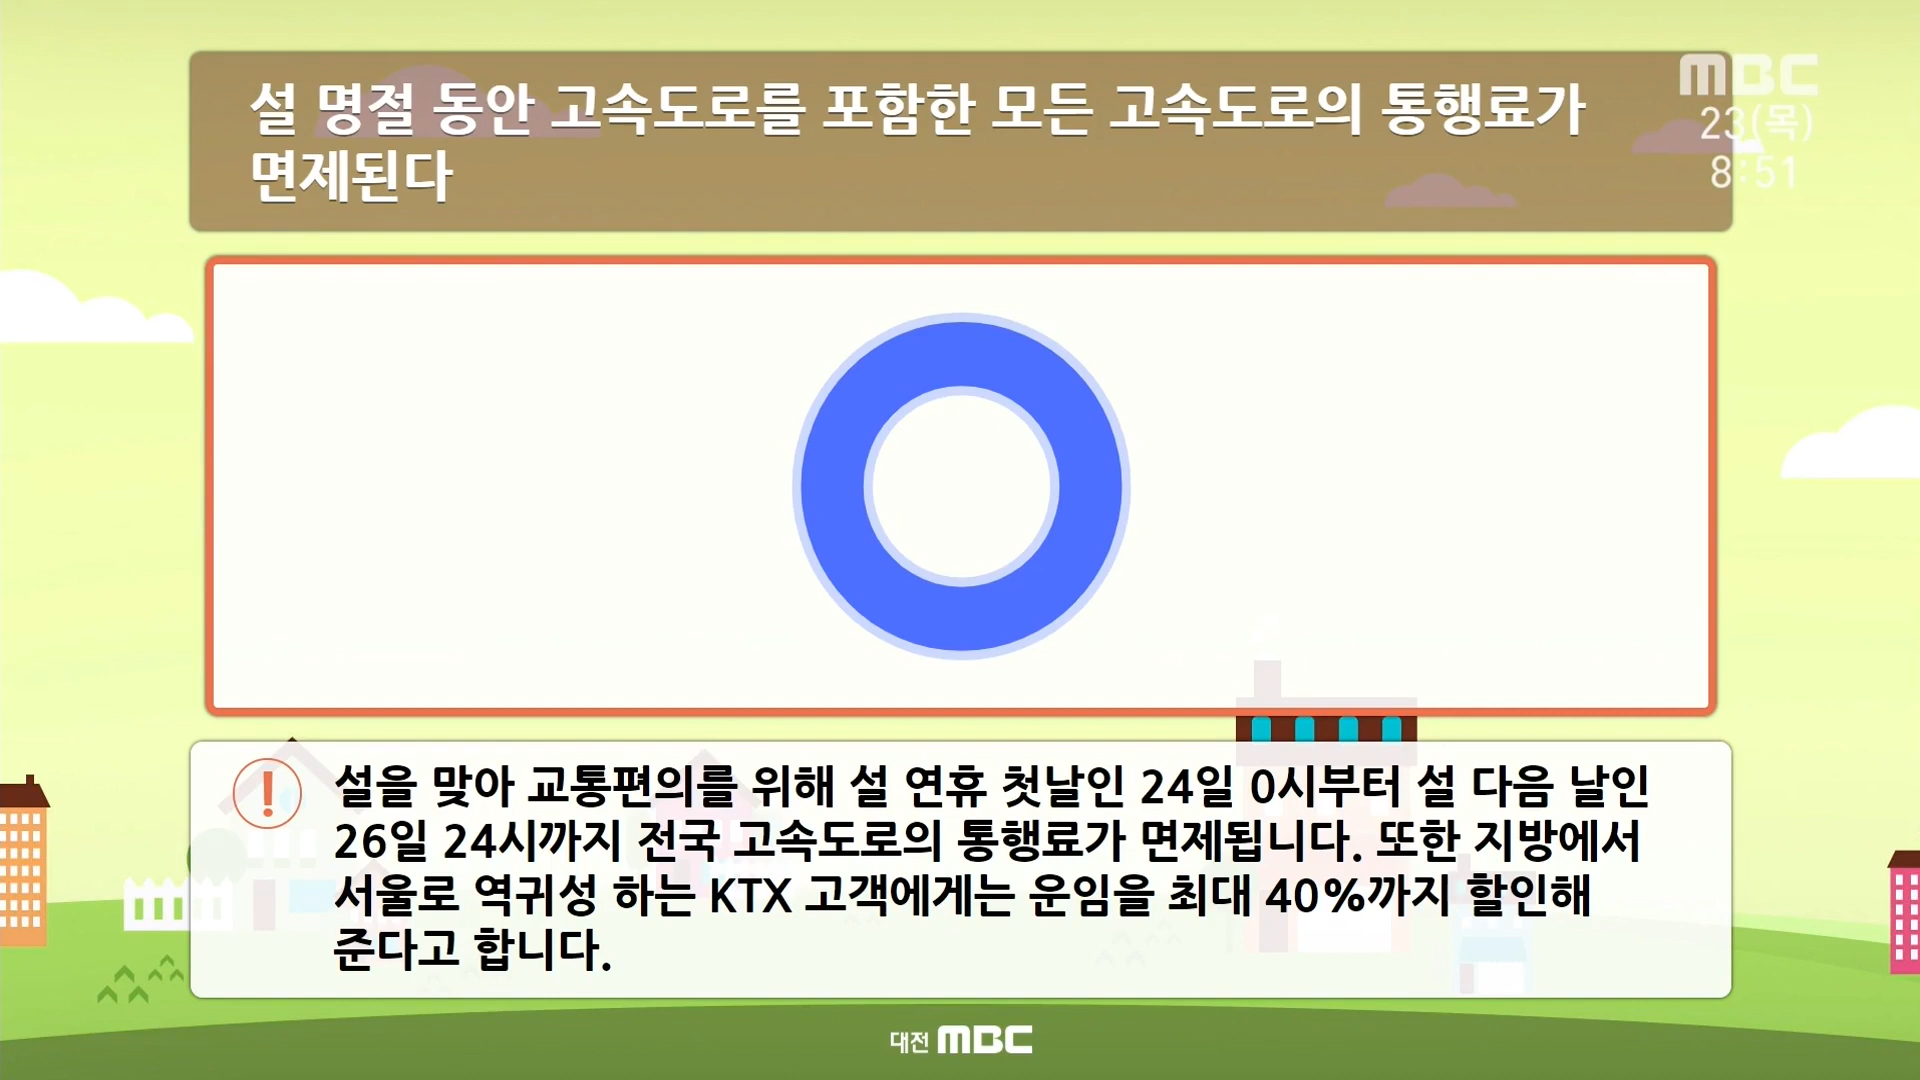 설 명절 동안 고속도로를 포함한 모든 고속도로의 통행료가
면제된다
MBC
23(목)
8:51
설을 맞아 교통편의를 위해 설 연휴 첫날인 24일 0시부터 설 다음 날인
26일 24시까지 전국 고속도로의 통행료가 면제됩니다. 또한 지방에서
서울로 역귀성 하는 KTX 고객에게는 운임을 최대 40%까지 할인해
준다고 합니다.
대전 MBC